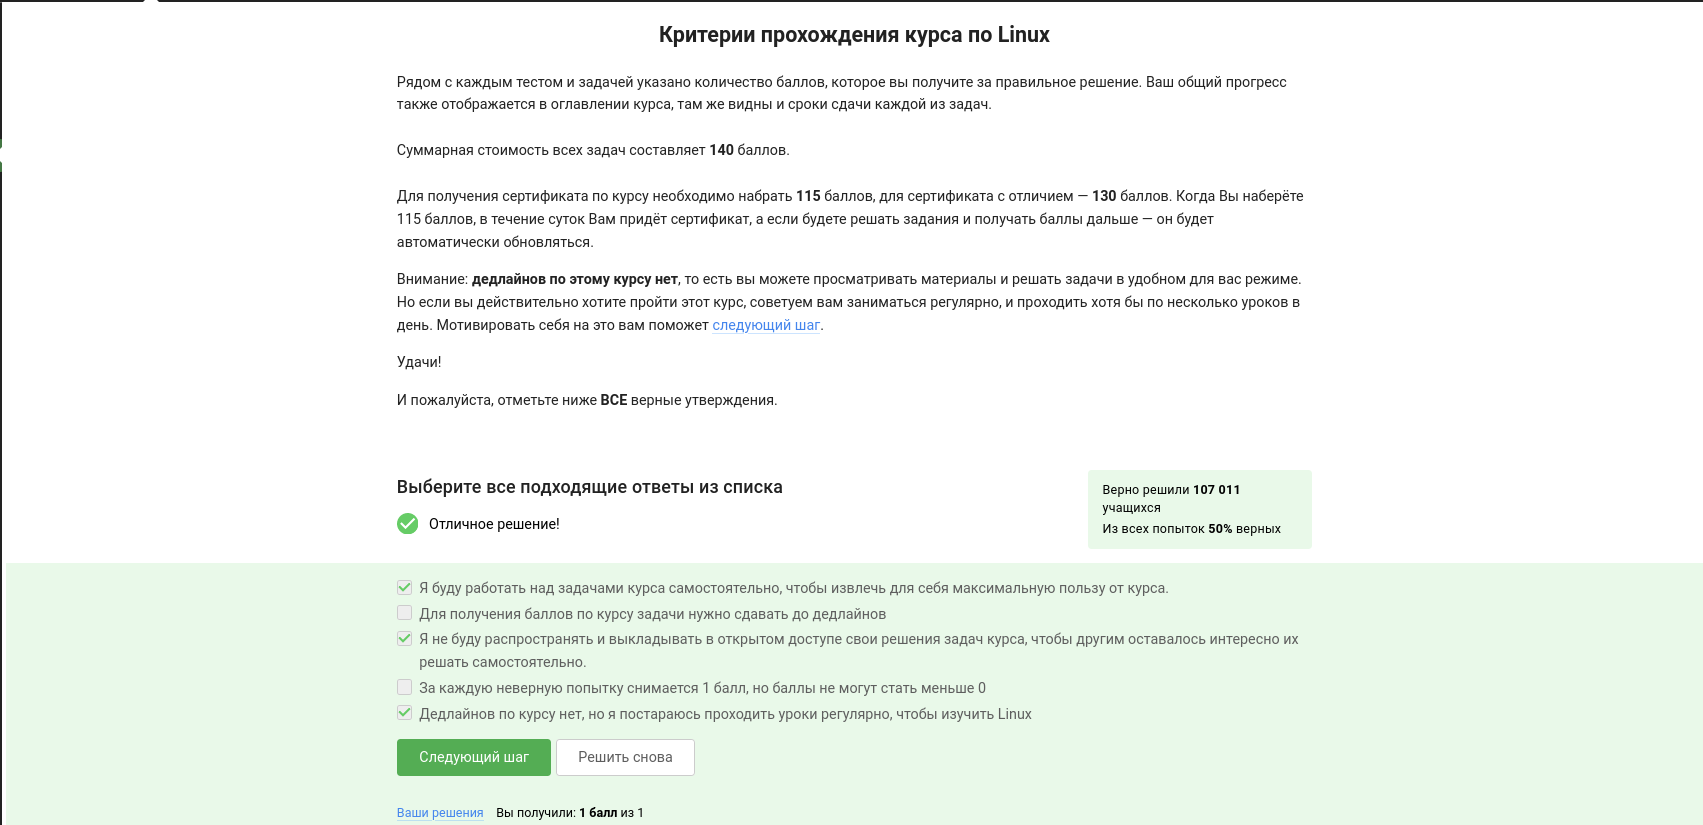 Критерии прохождения курса по Linux
Рядом с каждым тестом и задачей указано количество баллов, которое вы получите за правильное решение. Ваш общий прогресс
также отображается в оглавлении курса, там же видны и сроки сдачи каждой из задач.
Суммарная стоимость всех задач составляет 140 баллов.
Для получения сертификата по курсу необходимо набрать 115 баллов, для сертификата с отличием — 130 баллов. Когда Вы наберёте
115 баллов, в течение суток Вам придёт сертификат, а если будете решать задания и получать баллы дальше — он будет
автоматически обновляться.
Внимание: дедлайнов по этому курсу нет, то есть вы можете просматривать материалы и решать задачи в удобном для вас режиме.
Но если вы действительно хотите пройти этот курс, советуем вам заниматься регулярно, и проходить хотя бы по несколько уроков в
день. Мотивировать себя на это вам поможет следующий шаг.
Удачи!
И пожалуйста, отметьте ниже ВСЕ верные утверждения.
Выберите все подходящие ответы из списка
Отличное решение!
Верно решили 107 011
учащихся
Из всех попыток 50% верных
Я буду работать над задачами курса самостоятельно, чтобы извлечь для себя максимальную пользу от курса.
Для получения баллов по курсу задачи нужно сдавать до дедлайнов
Я не буду распространять и выкладывать в открытом доступе свои решения задач курса, чтобы другим оставалось интересно их
решать самостоятельно.
За каждую неверную попытку снимается 1 балл, но баллы не могут стать меньше 0
Дедлайнов по курсу нет, но я постараюсь проходить уроки регулярно, чтобы изучить Linux
Следующий шаг
Решить снова
Ваши решения Вы получили: 1 балл из 1